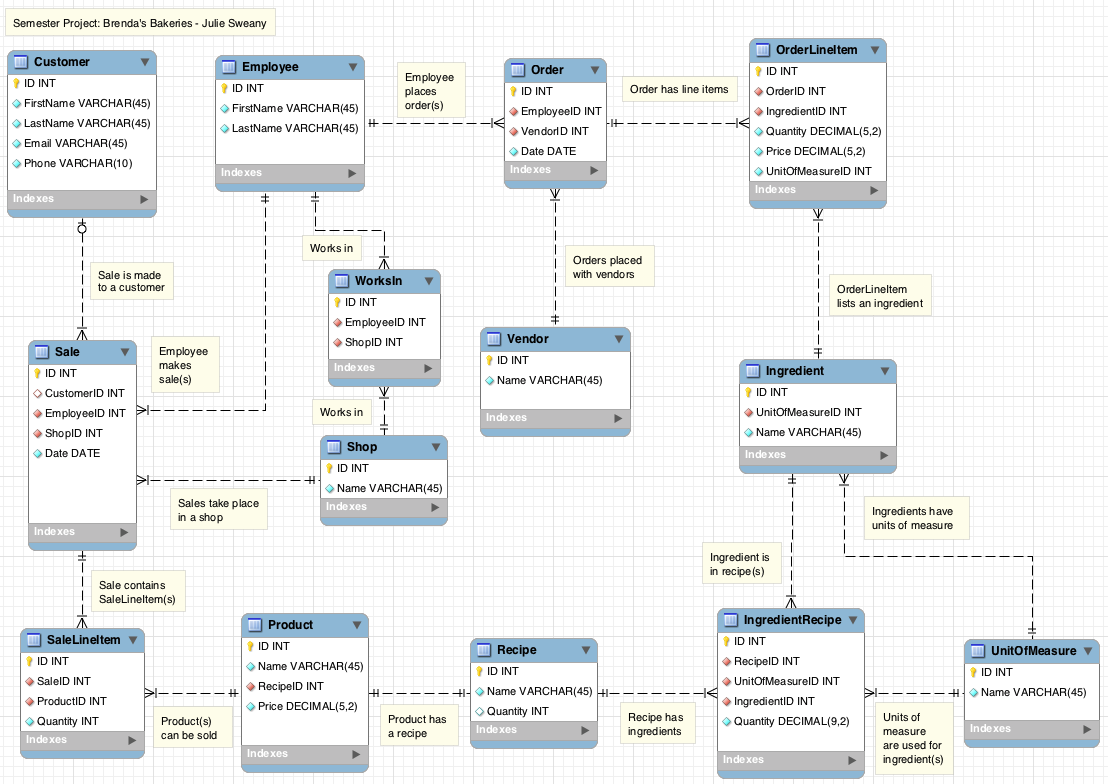 Semester Project: Brenda's Bakeries - Julie Sweany
Customer
ID INT
FirstName VARCHAR(45)
LastName VARCHAR(45)
Email VARCHAR(45)
Phone VARCHAR(10)
Indexes
Employee
ID INT
FirstName VARCHAR(45)
LastName VARCHAR(45)
Indexes
Employee
places
order(s)
Order
ID INT
EmployeeID INT
VendorID INT
Date DATE
Indexes
Order has line items
OrderLineItem
ID INT
OrderID INT
IngredientID INT
Quantity DECIMAL(5,2)
Price DECIMAL(5,2)
UnitOfMeasureID INT
Indexes
Sale is made
to a customer
Works in
WorksIn
ID INT
EmployeeID INT
ShopID INT
Indexes
Orders placed
with vendors
OrderLineItem
lists an ingredient
Sale
ID INT
CustomerID INT
EmployeeID INT
ShopID INT
Date DATE
Indexes
Employee
makes
sale(s)
Vendor
ID INT
Name VARCHAR(45)
Indexes
Ingredient
ID INT
UnitOfMeasureID INT
Name VARCHAR(45)
Indexes
Works in
Shop
ID INT
Name VARCHAR(45)
Indexes
Sales take place
in a shop
Ingredients have
units of measure
Ingredient is
in recipe(s)
Sale contains
SaleLineItem(s)
SaleLineItem
ID INT
SaleID INT
ProductID INT
Quantity INT
Indexes
Product(s)
can be sold
Product
ID INT
Name VARCHAR(45)
RecipeID INT
Price DECIMAL(5,2)
Indexes
Product has
a recipe
Recipe
ID INT
Name VARCHAR(45)
Quantity INT
Indexes
Recipe has
ingredients
IngredientRecipe
ID INT
RecipeID INT
UnitOfMeasureID INT
IngredientID INT
Quantity DECIMAL(9,2)
Indexes
Units of
measure
are used for
ingredient(s)
UnitOfMeasure
ID INT
Name VARCHAR(45)
Indexes